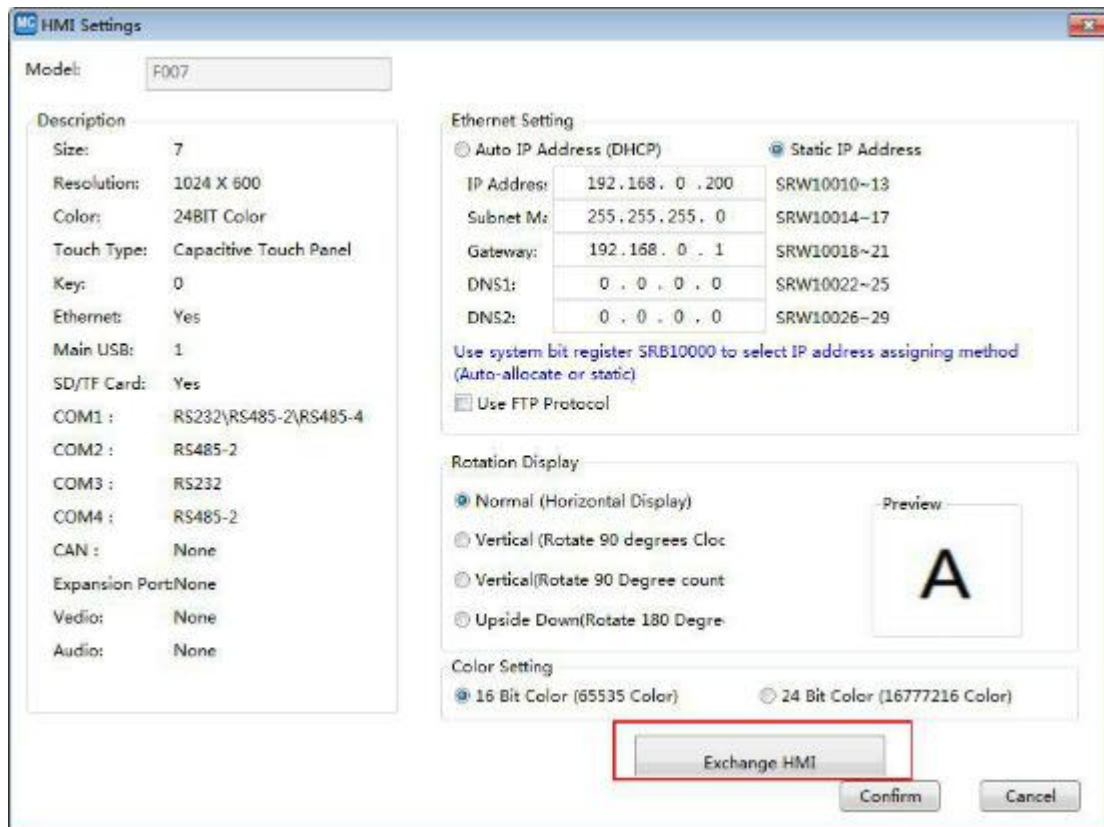 MC HMI Settings
Model: F007
Description
Size: 7
Resolution: 1024 X 600
Color: 24BIT Color
Touch Type: Capacitive Touch Panel
Key: 0
Ethernet: Yes
Main USB: 1
SD/TF Card: Yes
COM1 : RS232\RS485-2\RS485-4
COM2 : RS485-2
COM3 : RS232
COM4 : RS485-2
CAN : None
Expansion Port:None
Vedio: None
Audio: None
Ethernet Setting
Auto IP Address (DHCP) Static IP Address
IP Addres: 192.168. 0 .200 SRW10010~13
Subnet Ma 255.255.255. 0 SRW10014~17
Gateway: 192.168. 0 . 1 SRW10018~21
DNS1: 0 . 0 . 0 . 0 SRW10022~25
DNS2: 0 . 0 . 0 . 0 SRW10026~29
Use system bit register SRB10000 to select IP address assigning method
(Auto-allocate or static)
Use FTP Protocol
Rotation Display
Normal (Horizontal Display)
Vertical (Rotate 90 degrees Cloc
Vertical(Rotate 90 Degree count
Upside Down(Rotate 180 Degre
Preview
A
Color Setting
16 Bit Color (65535 Color) 24 Bit Color (16777216 Color)
Exchange HMI
Confirm Cancel